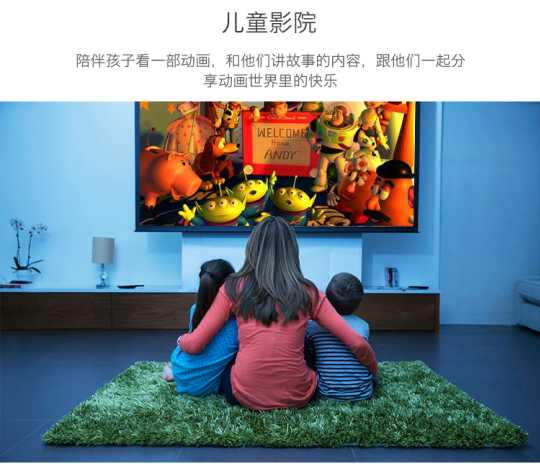 儿童影院
陪伴孩子看一部动画，和他们讲故事的内容，跟他们一起分
享动画世界里的快乐
WELCOME
Home
ANDY